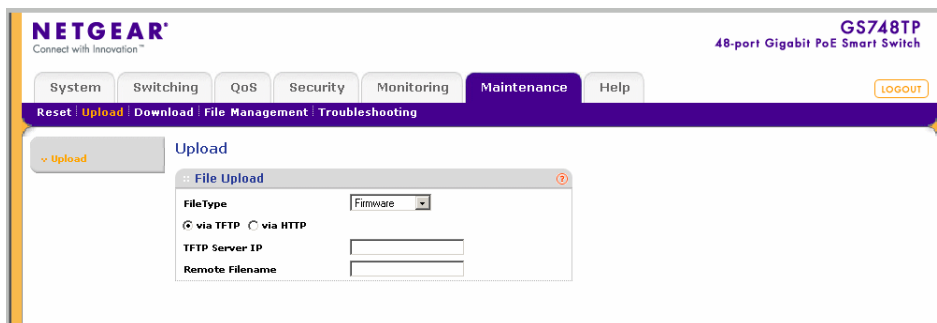 NETGEAR®
Connect with Innovation™
GS748TP
48-port Gigabit PoE Smart Switch
System Switching QoS Security Monitoring Maintenance Help
LOGOUT
Reset Upload Download File Management Troubleshooting
Upload
Upload
File Upload ?
FileType Firmware
via TFTP via HTTP
TFTP Server IP
Remote Filename